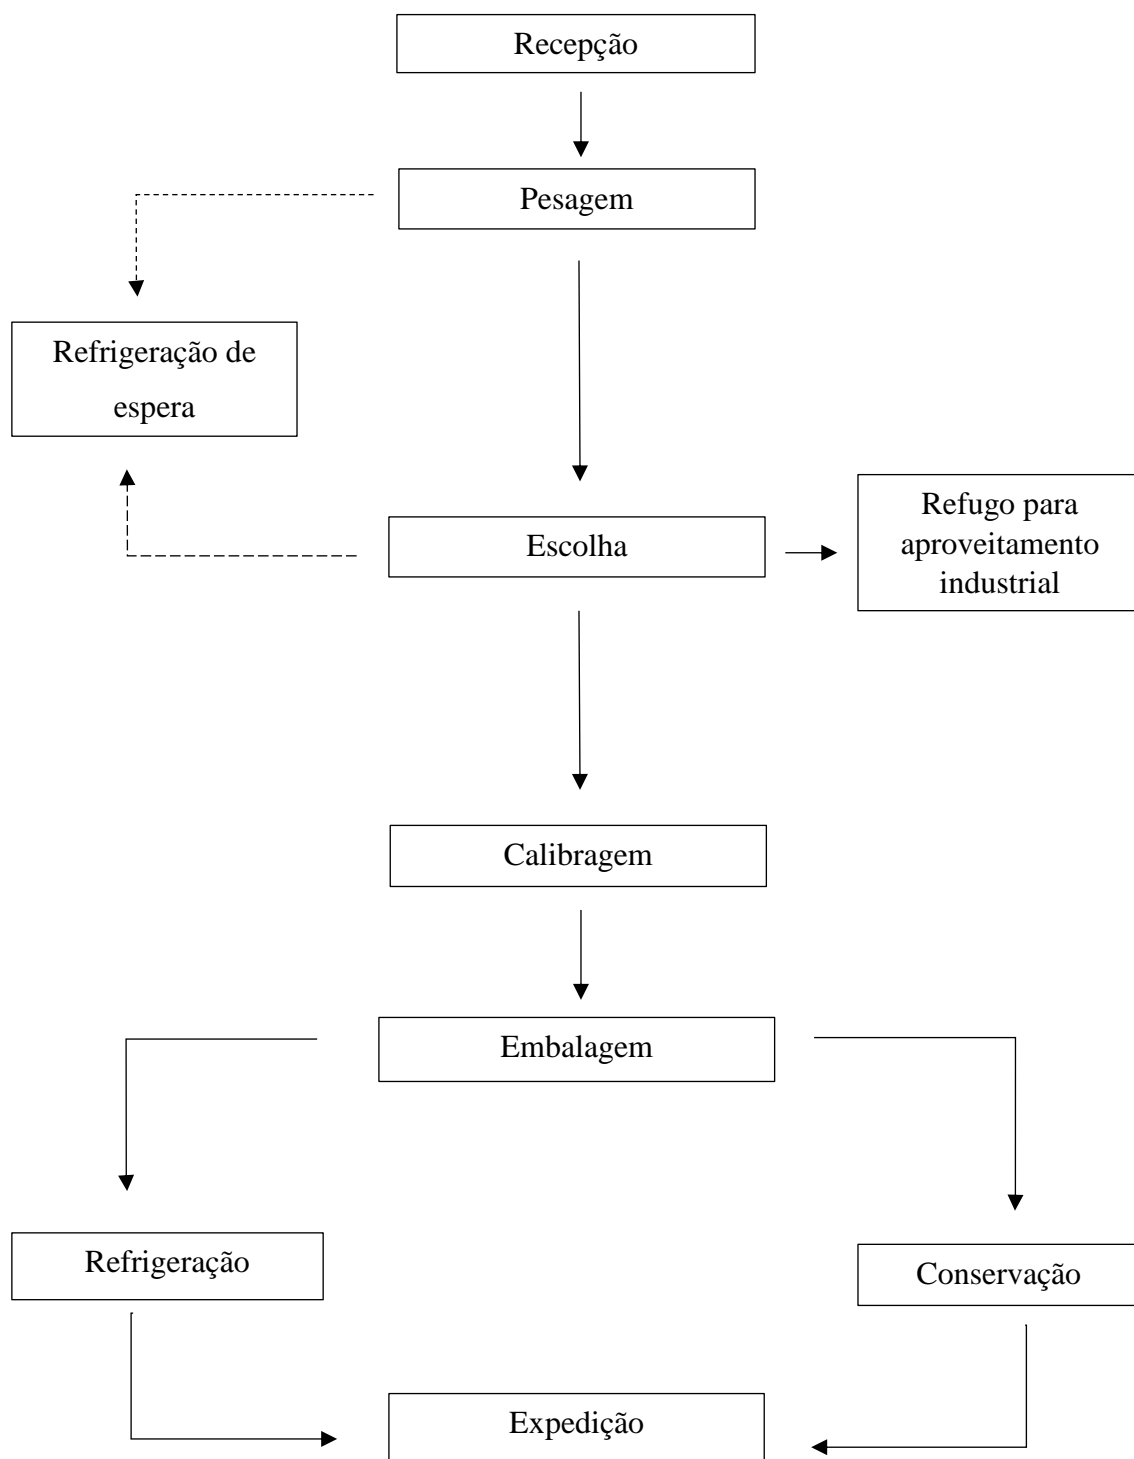 Recepção
Pesagem
Refrigeração de
espera
Escolha
Refugo para
aproveitamento
industrial
Calibragem
Embalagem
Refrigeração
Conservação
Expedição